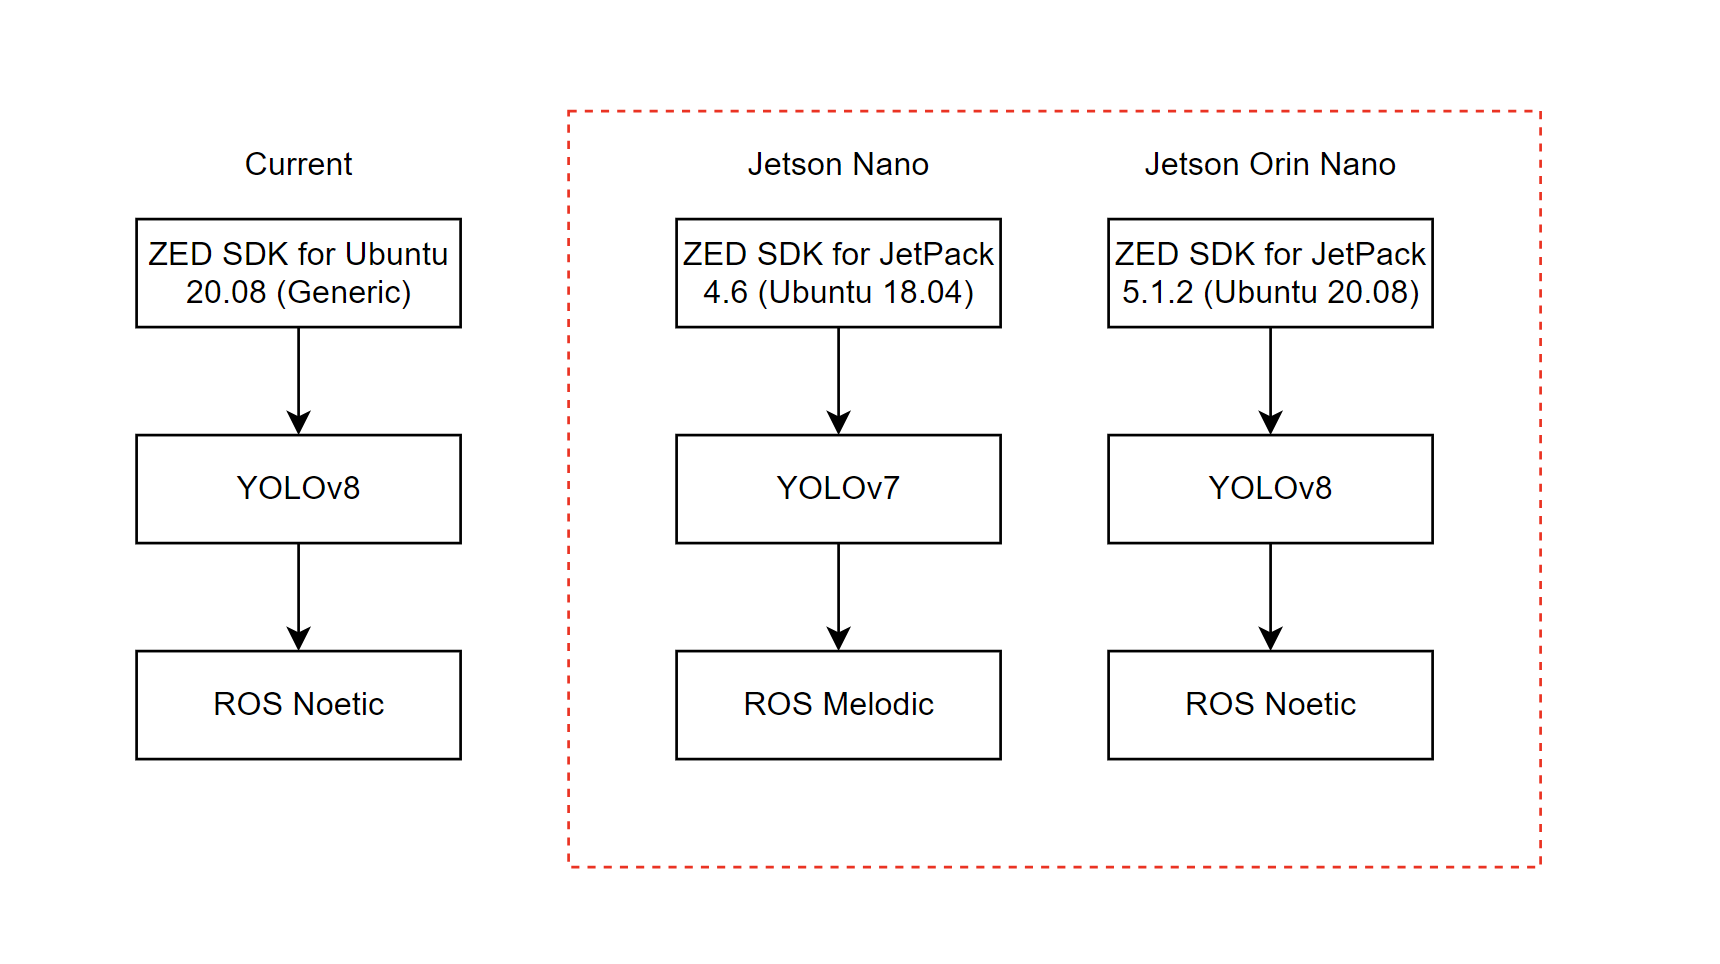 Current
ZED SDK for Ubuntu
20.08 (Generic)
YOLOv8
ROS Noetic
Jetson Nano
ZED SDK for JetPack
4.6 (Ubuntu 18.04)
YOLOv7
ROS Melodic
Jetson Orin Nano
ZED SDK for JetPack
5.1.2 (Ubuntu 20.08)
YOLOv8
ROS Noetic